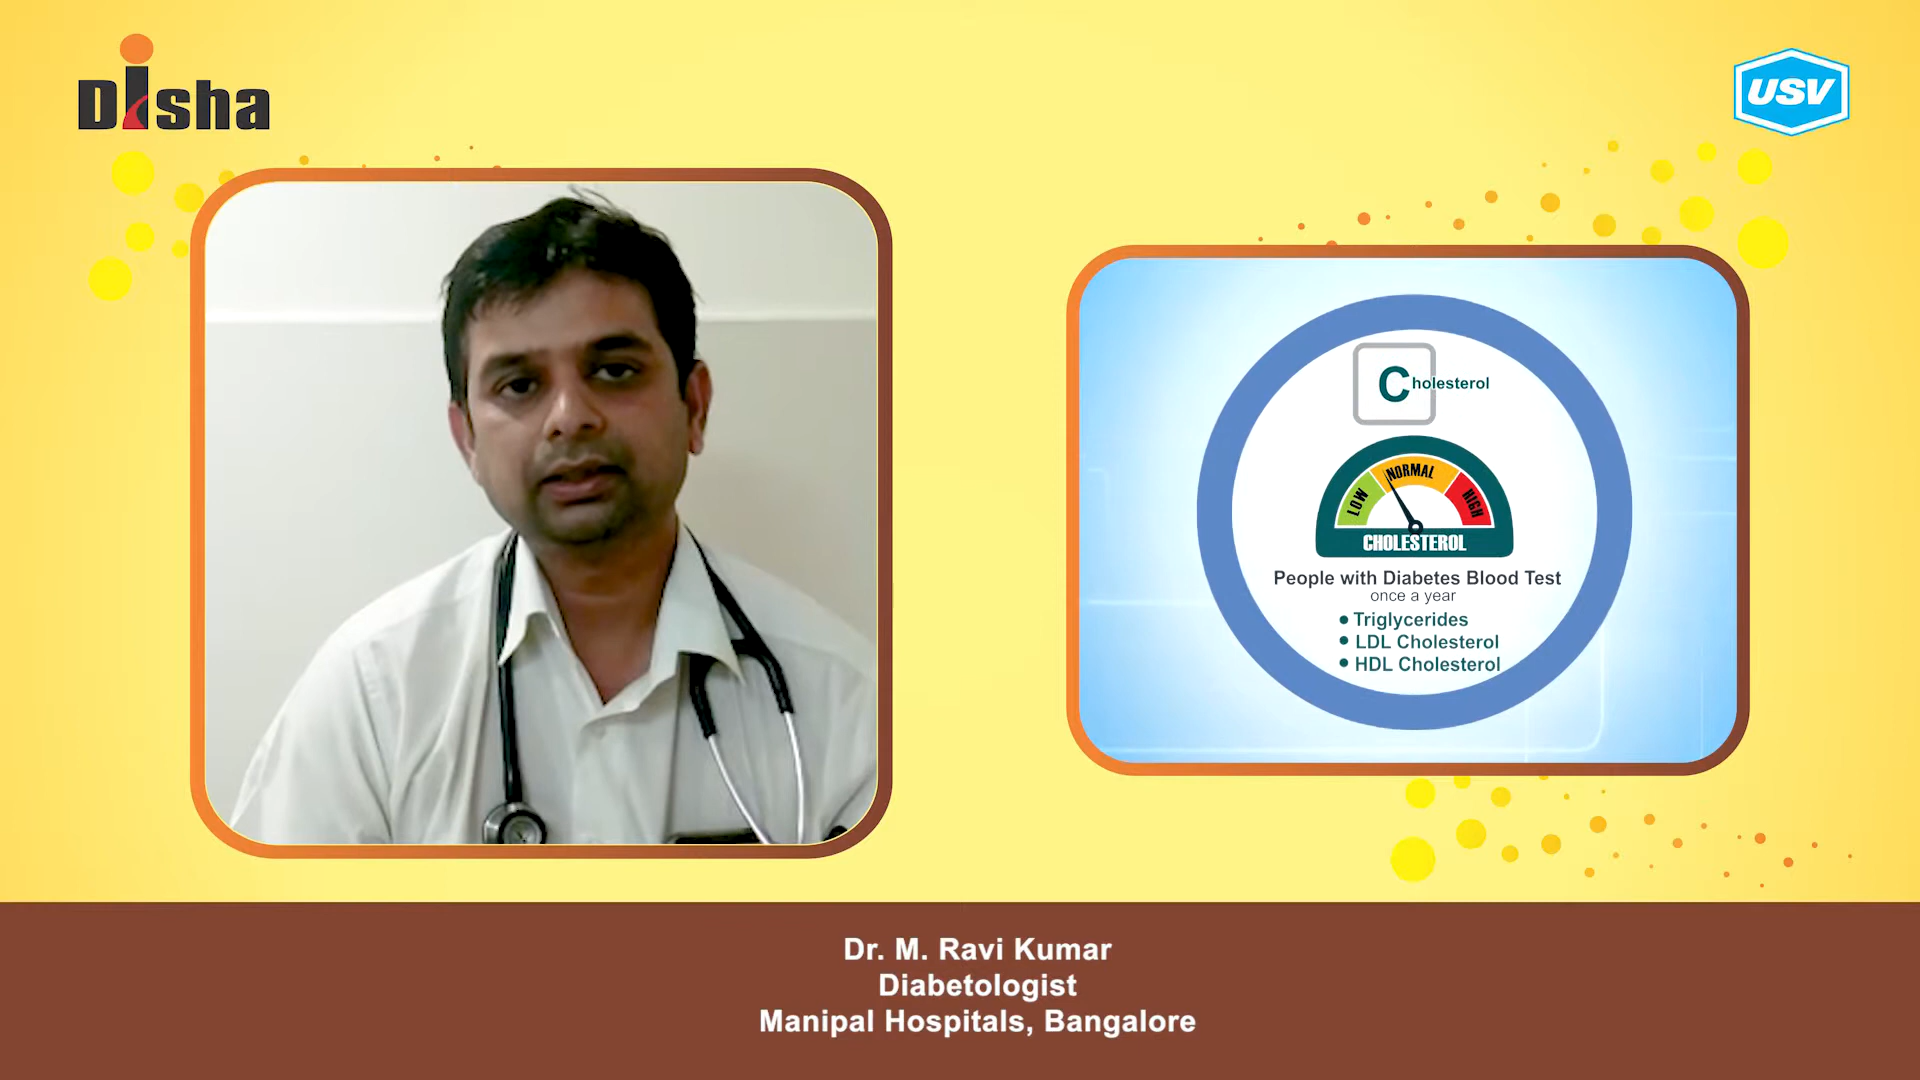 Disha
USV
Cholesterol
LOW
NORMAL
HIGH
CHOLESTEROL
People with Diabetes Blood Test
once a year
• Triglycerides
• LDL Cholesterol
• HDL Cholesterol
Dr. M. Ravi Kumar
Diabetologist
Manipal Hospitals, Bangalore